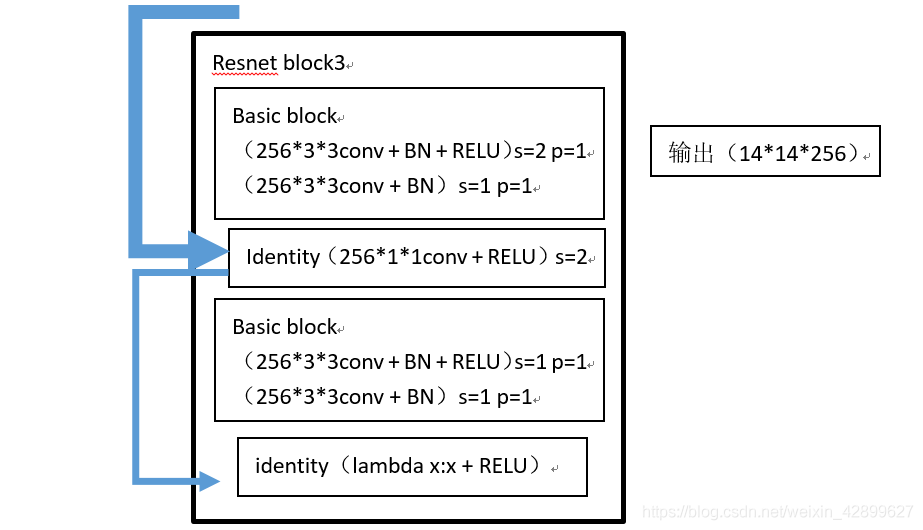 Resnet block3
Basic block
（256*3*3conv + BN + RELU）s=2 p=1
（256*3*3conv + BN）s=1 p=1
输出（14*14*256）
Identity（256*1*1conv + RELU）s=2
Basic block
（256*3*3conv + BN + RELU）s=1 p=1
（256*3*3conv + BN）s=1 p=1
identity（lambda x:x + RELU）
https://blog.csdn.net/weixin_42899627